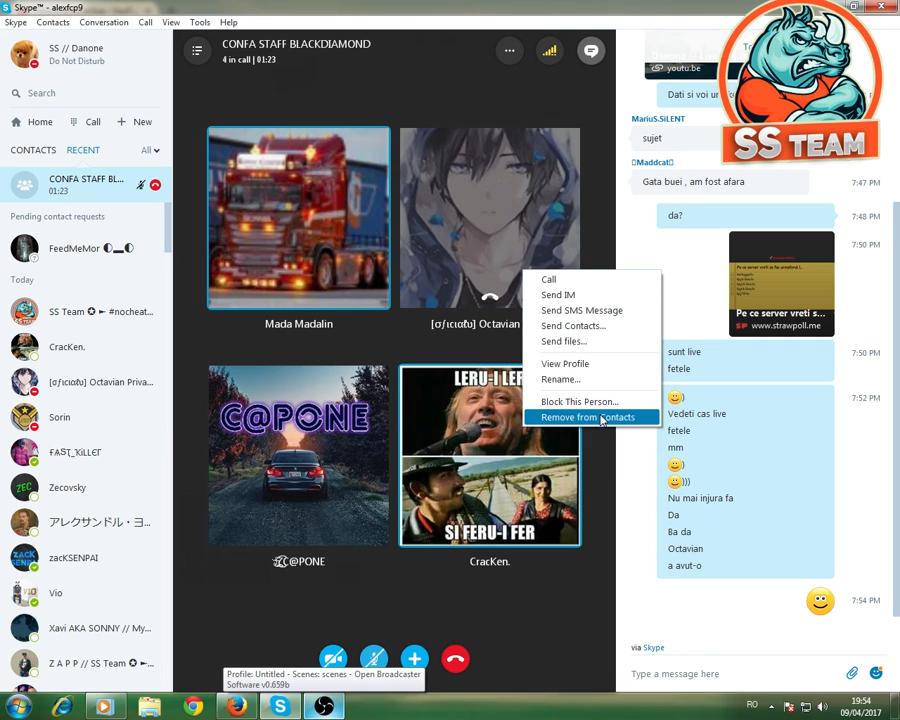 Skype™ - alexfcp9
Skype Contacts Conversation Call View Tools Help
SS // Danone
Do Not Disturb
Search
Home Call New
CONTACTS RECENT All
CONFA STAFF BL...
01:23
Pending contact requests
FeedMeMor
Today
SS Team ✪ ► #nocheat...
CracKen.
[σƒιcιαℓυ] Octavian Priva...
Sorin
ZEC
Zecovsky
アレクサンドル・ヨ...
ZACK
SENPAI
zacKSENPAI
VIO
Vio
Xavi AKA SONNY // My...
Z A P P // SS Team ✪ ►...
CONFA STAFF BLACKDIAMOND
4 in call | 01:23
Mada Madalin
[σƒιcιαℓυ] Octavian
C@PONE
C@PONE
LERU-I LER
SI FERU-I FER
CracKen.
Call
Send IM
Send SMS Message
Send Contacts...
Send files...
View Profile
Rename...
Block This Person...
Remove from Contacts
Profile: Untitled - Scenes: scenes - Open Broadcaster
Software v0.659b
youtu.be
SS TEAM
Dati si voi
MariuS.SiLENT
sujet
Maddcat
Gata buei , am fost afara
7:47 PM
da?
7:48 PM
7:50 PM
Pe ce server vreti s...
www.strawpoll.me
sunt live
7:50 PM
fetele
7:52 PM
Vedeti cas live
fetele
mm
)))
Nu mai injura fa
Da
Ba da
Octavian
a avut-o
7:54 PM
via Skype
Type a message here
RO
19:54
09/04/2017